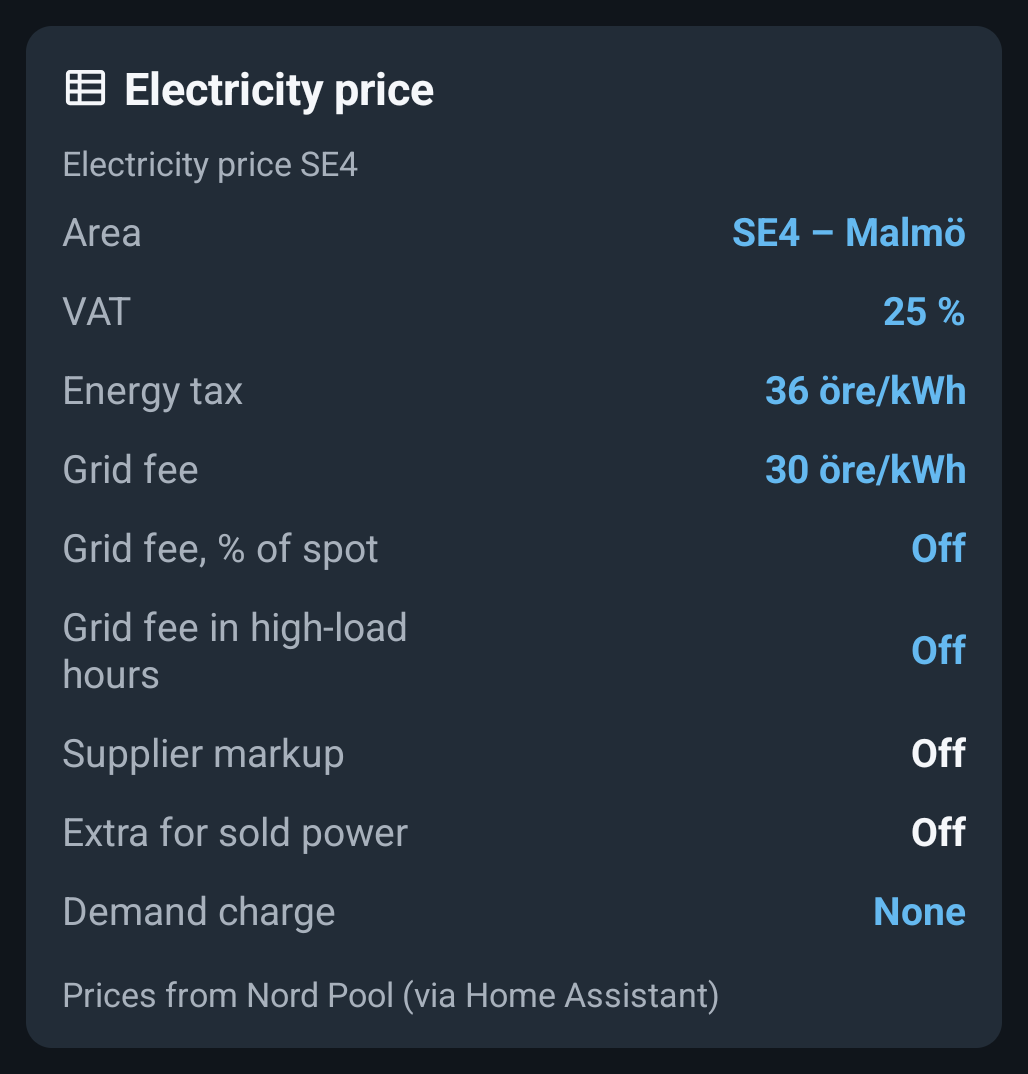 Electricity price
Electricity price SE4
Area SE4 – Malmö
VAT 25 %
Energy tax 36 öre/kWh
Grid fee 30 öre/kWh
Grid fee, % of spot Off
Grid fee in high-load
hours Off
Supplier markup Off
Extra for sold power Off
Demand charge None
Prices from Nord Pool (via Home Assistant)